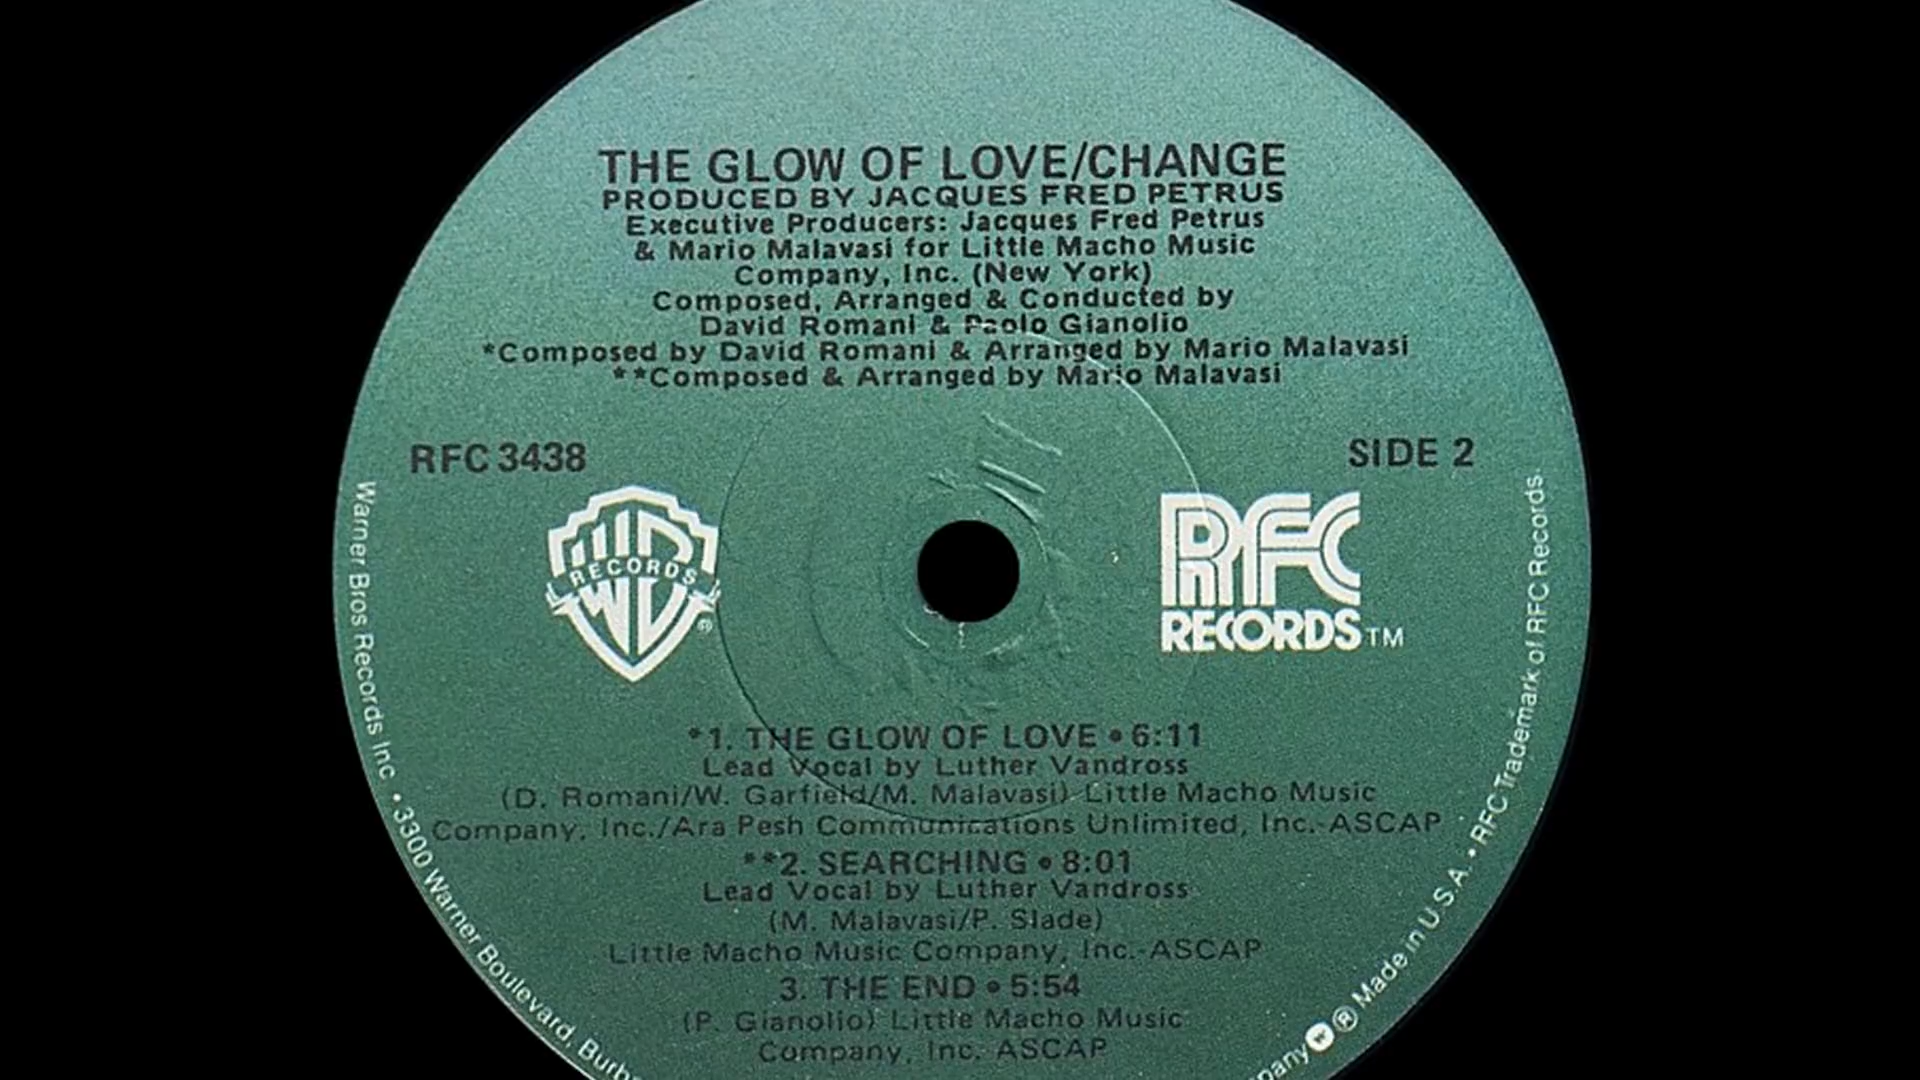 THE GLOW OF LOVE/CHANGE
PRODUCED BY JACQUES FRED PETRUS
Executive Producers: Jacques Fred Petrus
& Mario Malavasi for Little Macho Music
Company, Inc. (New York)
Composed, Arranged & Conducted by
David Romani & Paolo Gianolio
*Composed by David Romani & Arranged by Mario Malavasi
**Composed & Arranged by Mario Malavasi
RFC 3438
SIDE 2
W RECORDS ®
RFC
RECORDS TM
*1. THE GLOW OF LOVE • 6:11
Lead Vocal by Luther Vandross
(D. Romani/W. Garfield/M. Malavasi) Little Macho Music
Company, Inc./Ara Pesh Communications Unlimited, Inc.-ASCAP
**2. SEARCHING • 8:01
Lead Vocal by Luther Vandross
(M. Malavasi/P. Slade)
Little Macho Music Company, Inc.-ASCAP
3. THE END • 5:54
(P. Gianolio) Little Macho Music
Company, Inc. ASCAP
Warner Bros Records Inc • 3300 Warner Boulevard,
® Made in U.S.A. • RFC Trademark of RFC Records.